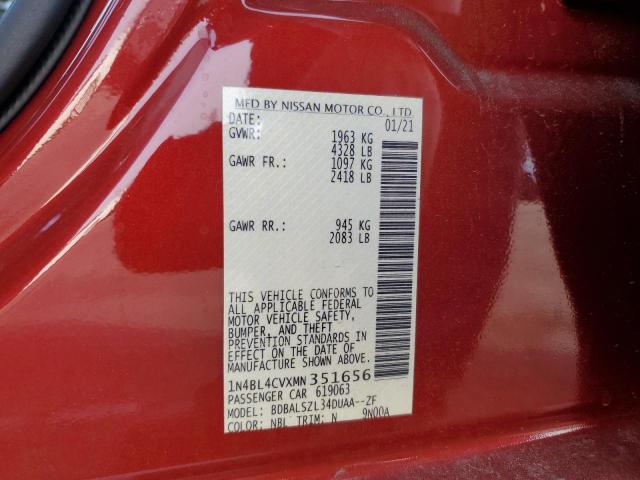 MFD BY NISSAN MOTOR CO., LTD.
DATE: 01/21
GVWR: 1963 KG
4328 LB
GAWR FR.: 1097 KG
2418 LB
GAWR RR.: 945 KG
2083 LB
THIS VEHICLE CONFORMS TO
ALL APPLICABLE FEDERAL
MOTOR VEHICLE SAFETY,
BUMPER, AND THEFT
PREVENTION STANDARDS IN
EFFECT ON THE DATE OF
MANUFACTURE SHOWN ABOVE.
1N4BL4CVXMN351656
PASSENGER CAR 619063
MODEL: BDBALSZL34DUAA--ZF
COLOR: NBL TRIM: N 9N00A